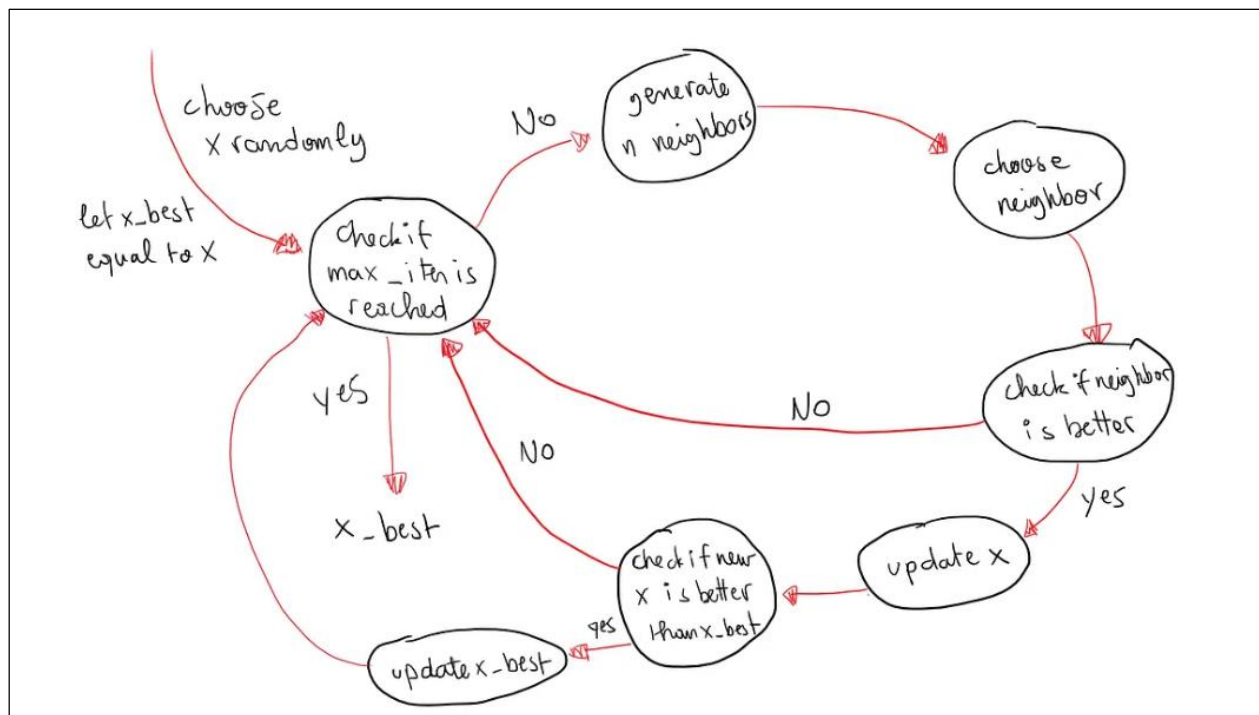 choose
x randomly
let x_best
equal to x
check if
max_iter is
reached
No
generate
n neighbors
choose
neighbor
check if neighbor
is better
No
yes
update x
check if new
x is better
than x_best
No
yes
update x_best
yes
x_best